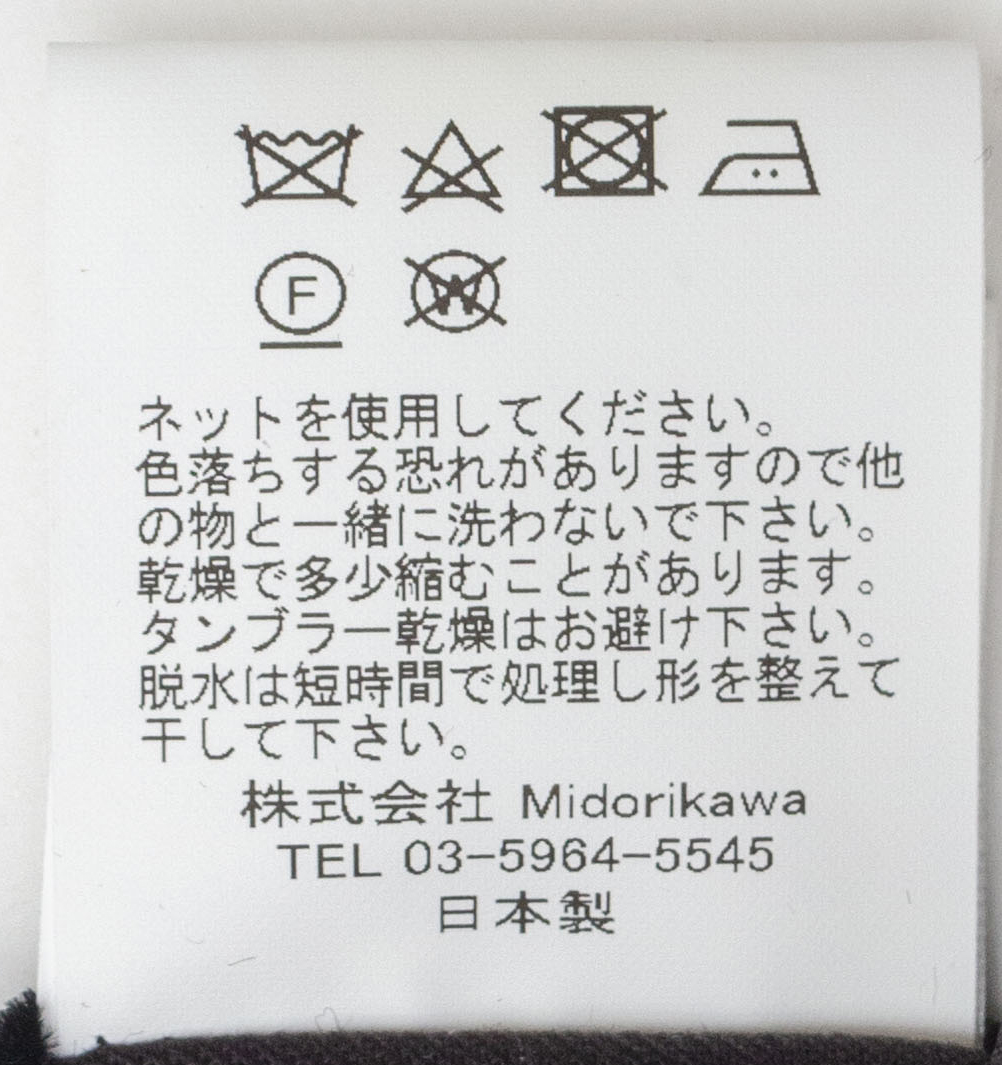 F
W
ネットを使用してください。
色落ちする恐れがありますので他
の物と一緒に洗わないで下さい。
乾燥で多少縮むことがあります。
タンブラー乾燥はお避け下さい。
脱水は短時間で処理し形を整えて
干して下さい。
株式会社 Midorikawa
TEL 03-5964-5545
日本製